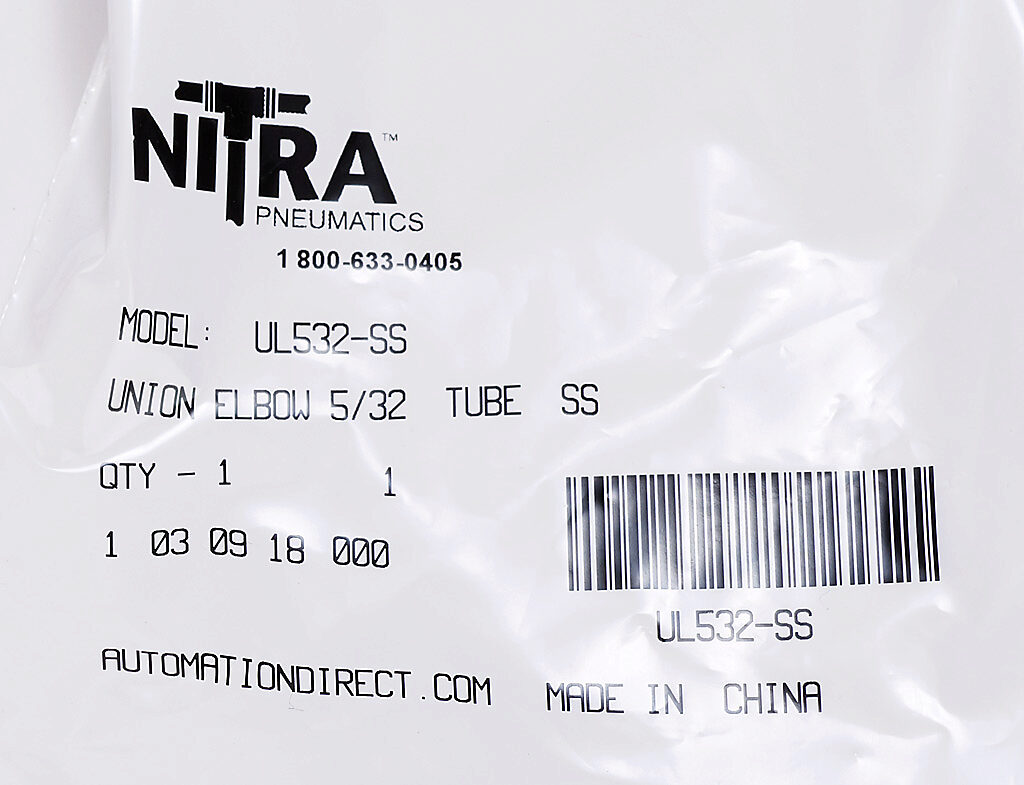 NITRA™
PNEUMATICS
1 800-633-0405
MODEL: UL532-SS
UNION ELBOW 5/32 TUBE SS
QTY - 1 1
1 03 09 18 000
UL532-SS
AUTOMATIONDIRECT.COM MADE IN CHINA